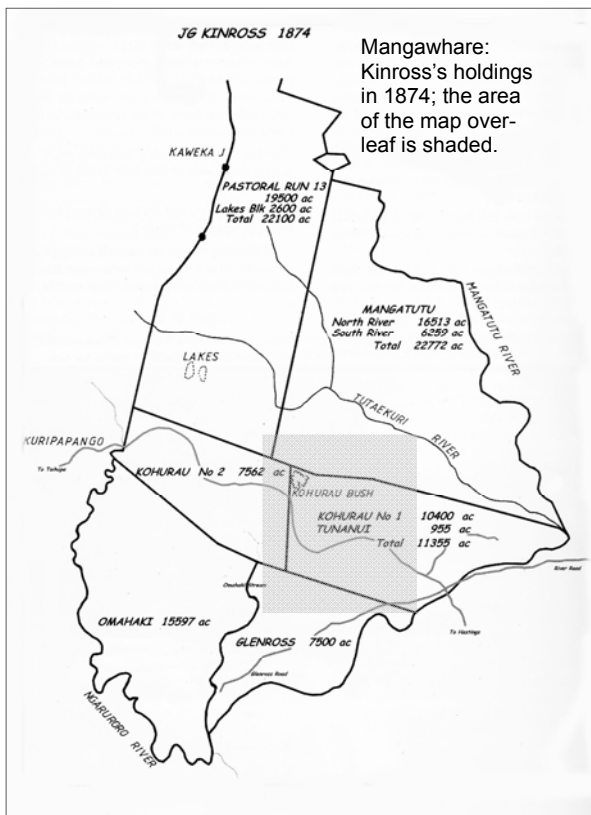 JG KINROSS 1874
Mangawhare:
Kinross's holdings
in 1874; the area
of the map over-
leaf is shaded.
KAWEKA J
PASTORAL RUN 13
19500 ac
Lakes Blk 2600 ac
Total 22100 ac
MANGATUTU RIVER
MANGATUTU
North River 16513 ac
South River 6259 ac
Total 22772 ac
LAKES
TUTAEKURI RIVER
KURIPAPANGO
To Taihape
KOHURAU No 2 7562 ac
KOHURAU BUSH
KOHURAU No 1 10400 ac
TUNANUI 955 ac
Total 11355 ac
River Road
Omahaki Stream
OMAHAKI 15597 ac
To Hastings
GLENROSS 7500 ac
Glenross Road
NGARURORO RIVER